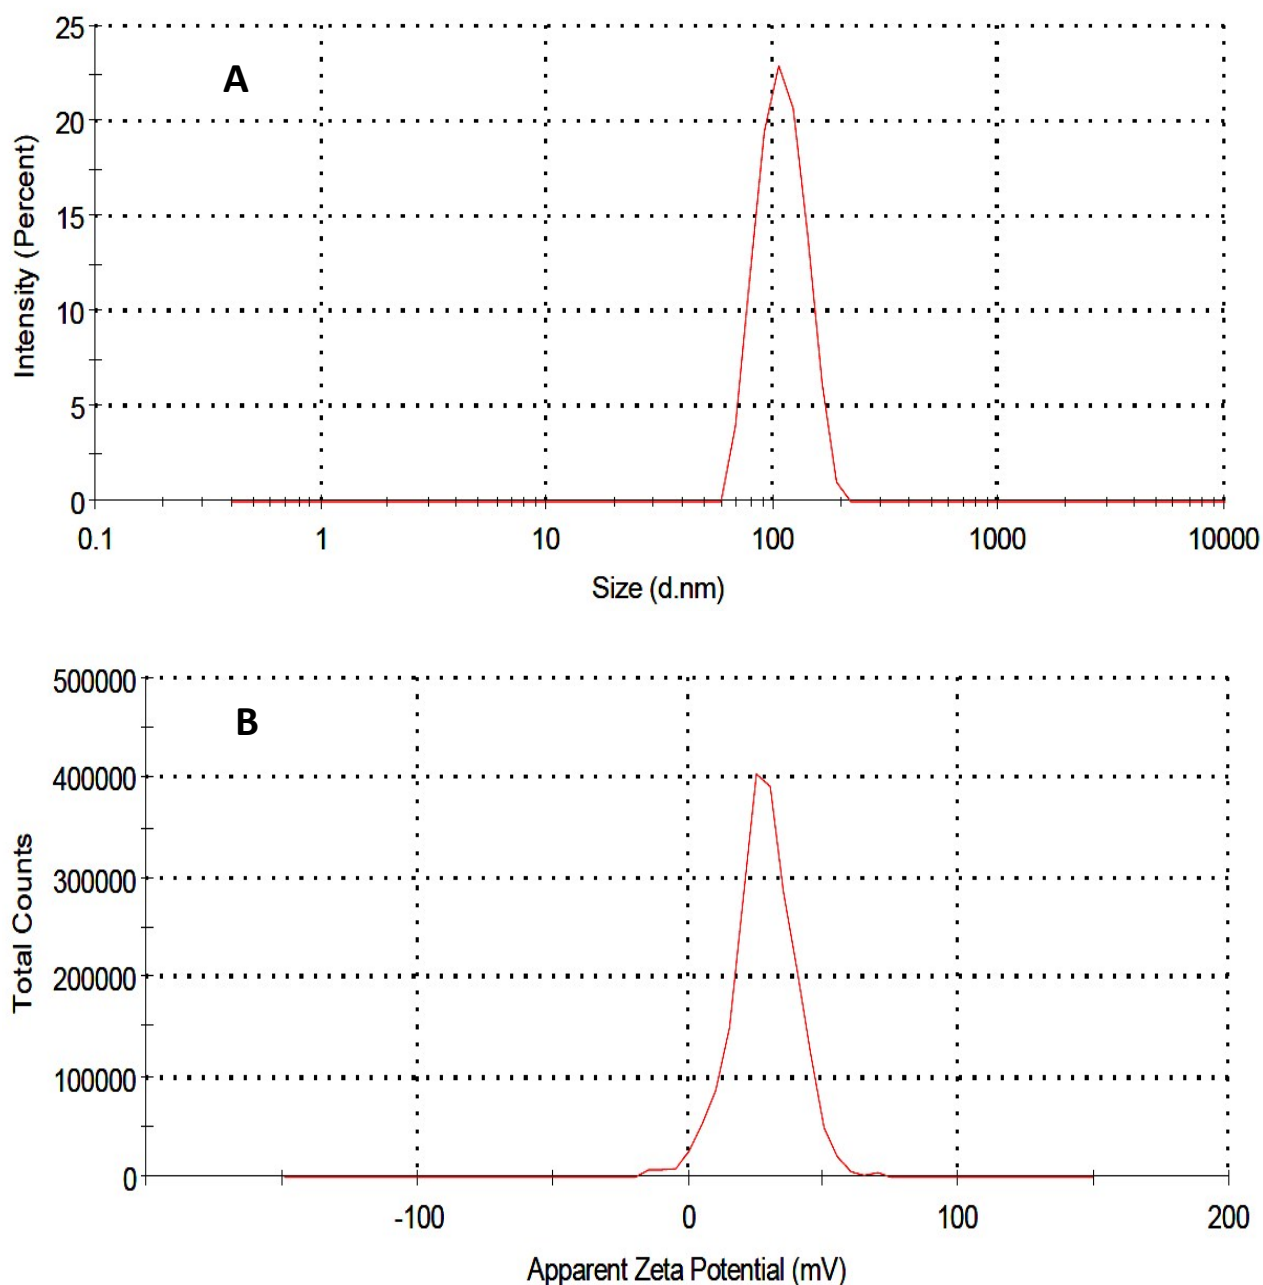 A
Intensity (Percent)
25
20
15
10
5
0
0.1 1 10 100 1000 10000
Size (d.nm)
B
Total Counts
500000
400000
300000
200000
100000
0
-100 0 100 200
Apparent Zeta Potential (mV)